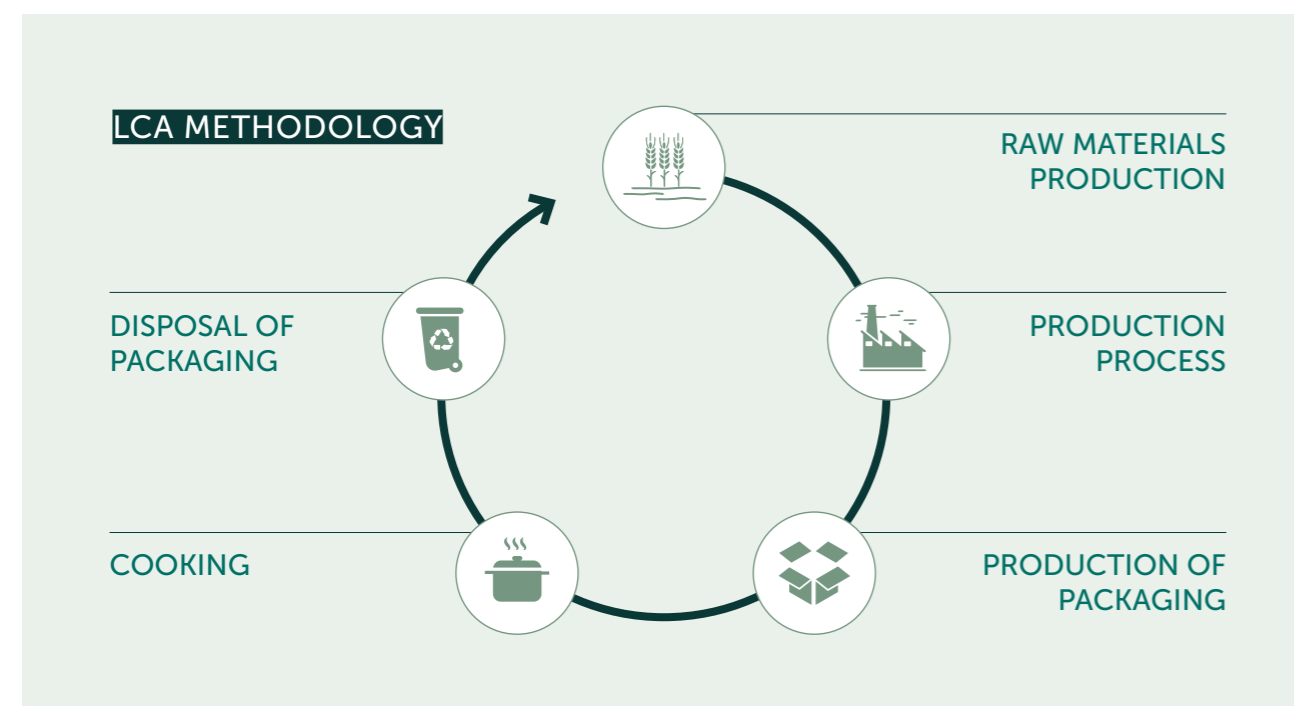 LCA METHODOLOGY
RAW MATERIALS
PRODUCTION
PRODUCTION
PROCESS
PRODUCTION OF
PACKAGING
COOKING
DISPOSAL OF
PACKAGING